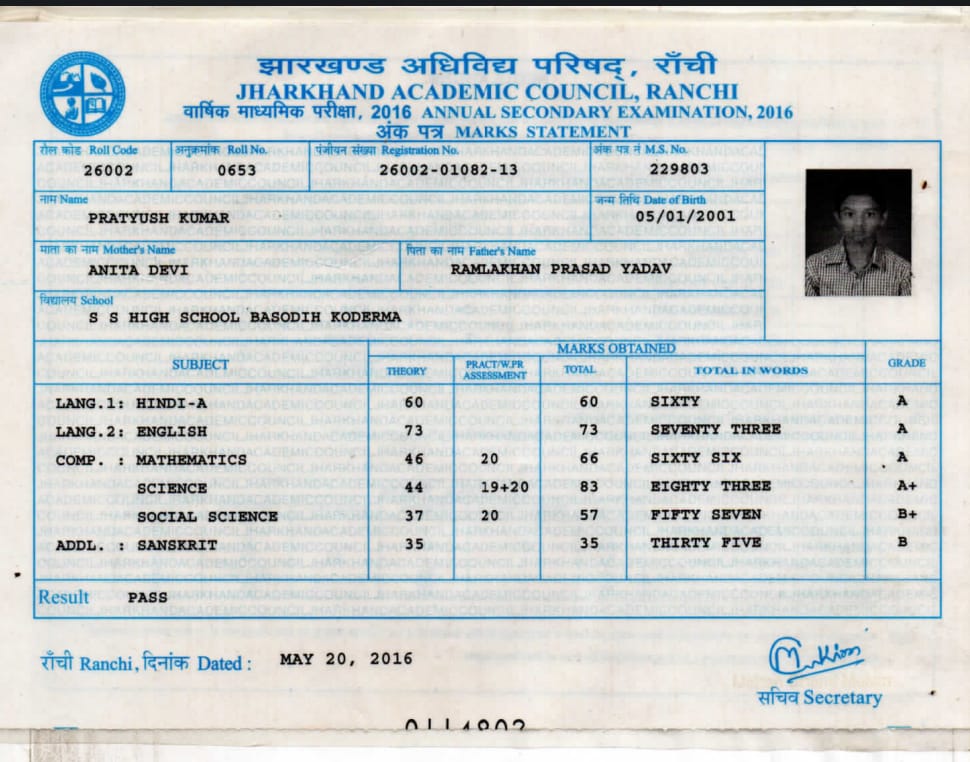 झारखण्ड अधिविद्य परिषद्, राँची
JHARKHAND ACADEMIC COUNCIL, RANCHI
वार्षिक माध्यमिक परीक्षा, 2016 ANNUAL SECONDARY EXAMINATION, 2016
अंक पत्र MARKS STATEMENT
रोल कोड Roll Code अनुक्रमांक Roll No. पंजीयन संख्या Registration No. अंक पत्र नं M.S. No.
26002 0653 26002-01082-13 229803
नाम Name जन्म तिथि Date of Birth
PRATYUSH KUMAR 05/01/2001
माता का नाम Mother's Name पिता का नाम Father's Name
ANITA DEVI RAMLAKHAN PRASAD YADAV
विद्यालय School
S S HIGH SCHOOL BASODIH KODERMA
SUBJECT MARKS OBTAINED GRADE
THEORY PRACT/W.PR ASSESSMENT TOTAL TOTAL IN WORDS
LANG.1: HINDI-A 60 60 SIXTY A
LANG.2: ENGLISH 73 73 SEVENTY THREE A
COMP : MATHEMATICS 46 20 66 SIXTY SIX A
SCIENCE 44 19+20 83 EIGHTY THREE A+
SOCIAL SCIENCE 37 20 57 FIFTY SEVEN B+
ADDL. : SANSKRIT 35 35 THIRTY FIVE B
Result PASS
राँची Ranchi, दिनांक Dated : MAY 20, 2016
सचिव Secretary